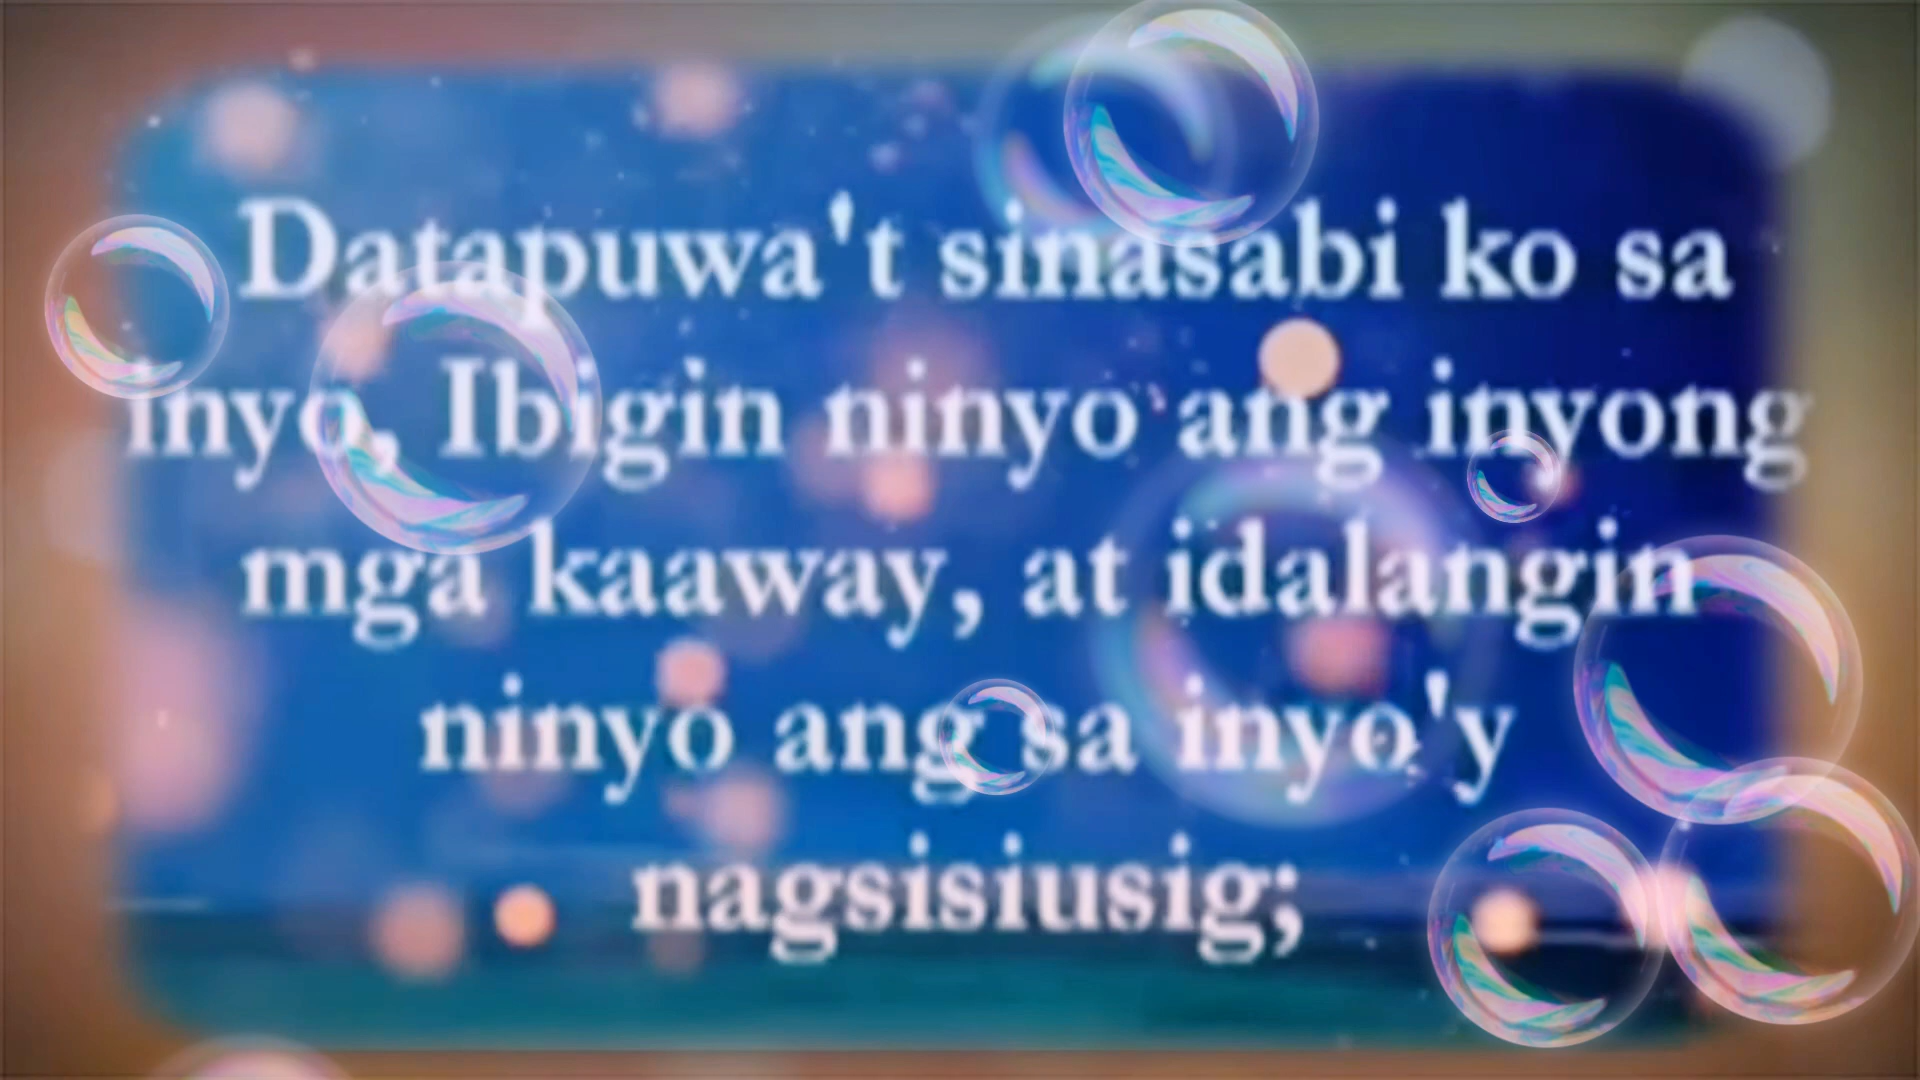 Datapuwa't sinasabi ko sa
inyo, Ibigin ninyo ang inyong
mga kaaway, at idalangin
ninyo ang sa inyo'y
nagsisiusig;